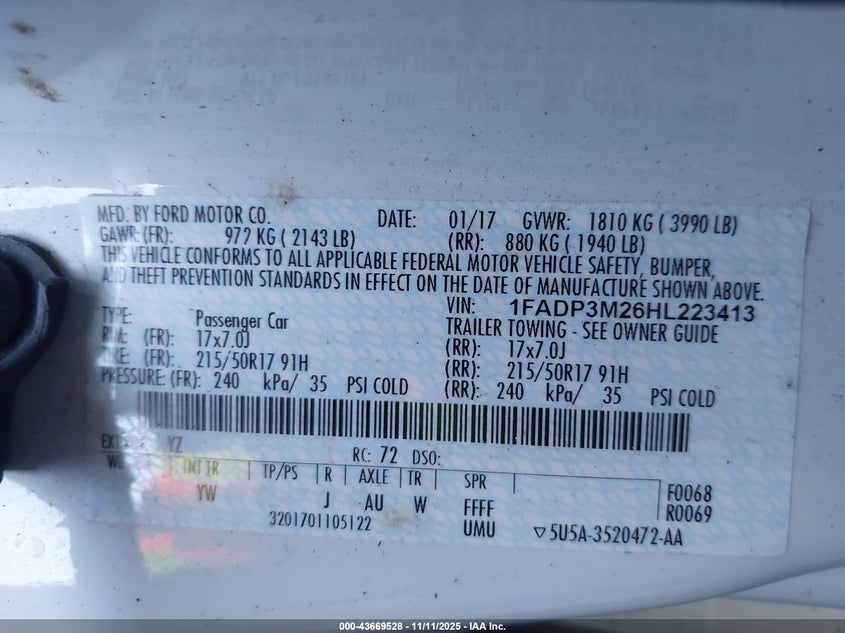 MFD. BY FORD MOTOR CO. DATE: 01/17 GVWR: 1810 KG ( 3990 LB)
GAWR: (FR): 977 KG ( 2143 LB) (RR): 880 KG ( 1940 LB)
THIS VEHICLE CONFORMS TO ALL APPLICABLE FEDERAL MOTOR VEHICLE SAFETY, BUMPER,
AND THEFT PREVENTION STANDARDS IN EFFECT ON THE DATE OF MANUFACTURE SHOWN ABOVE.
VIN: 1FADP3M26HL223413
TYPE: Passenger Car TRAILER TOWING - SEE OWNER GUIDE
RIM: (FR): 17x7.0J (RR): 17x7.0J
TIRE: (FR): 215/50R17 91H (RR): 215/50R17 91H
PRESSURE: (FR): 240 kPa/ 35 PSI COLD (RR): 240 kPa/ 35 PSI COLD
YZ RC: 72 DSO:
INT TR TP/PS R AXLE TR SPR
YW J AU W FFFF F0068
3201701105122 UMU R0069
▽5U5A-3520472-AA
000-43669528 - 11/11/2025 - IAA Inc.